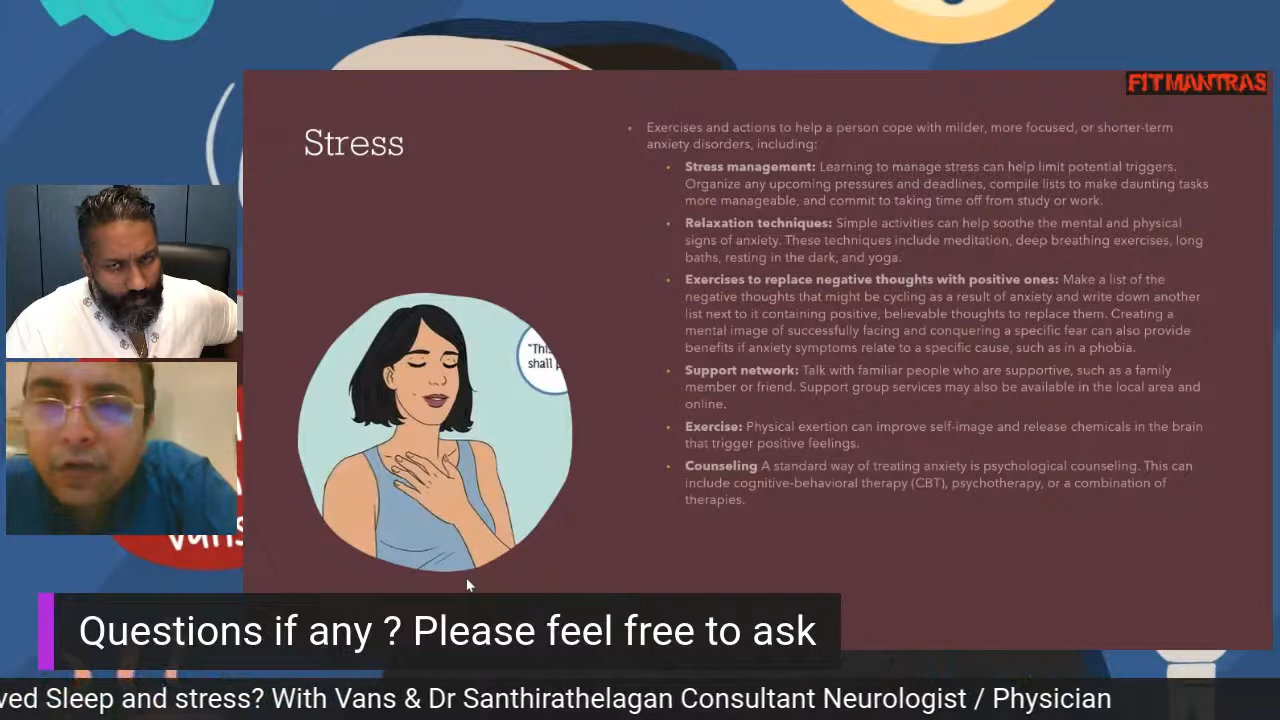 FITMANTRAS
Stress
Exercises and actions to help a person cope with milder, more focused, or shorter-term
anxiety disorders, including:
Stress management: Learning to manage stress can help limit potential triggers.
Organize any upcoming pressures and deadlines, compile lists to make daunting tasks
more manageable, and commit to taking time off from study or work.
Relaxation techniques: Simple activities can help soothe the mental and physical
signs of anxiety. These techniques include meditation, deep breathing exercises, long
baths, resting in the dark, and yoga.
Exercises to replace negative thoughts with positive ones: Make a list of the
negative thoughts that might be cycling as a result of anxiety and write down another
list next to it containing positive, believable thoughts to replace them. Creating a
mental image of successfully facing and conquering a specific fear can also provide
benefits if anxiety symptoms relate to a specific cause, such as in a phobia.
Support network: Talk with familiar people who are supportive, such as a family
member or friend. Support group services may also be available in the local area and
online.
Exercise: Physical exertion can improve self-image and release chemicals in the brain
that trigger positive feelings.
Counseling A standard way of treating anxiety is psychological counseling. This can
include cognitive-behavioral therapy (CBT), psychotherapy, or a combination of
therapies.
"This
shall
vans
Questions if any ? Please feel free to ask
ved Sleep and stress? With Vans & Dr Santhirathelagan Consultant Neurologist / Physician